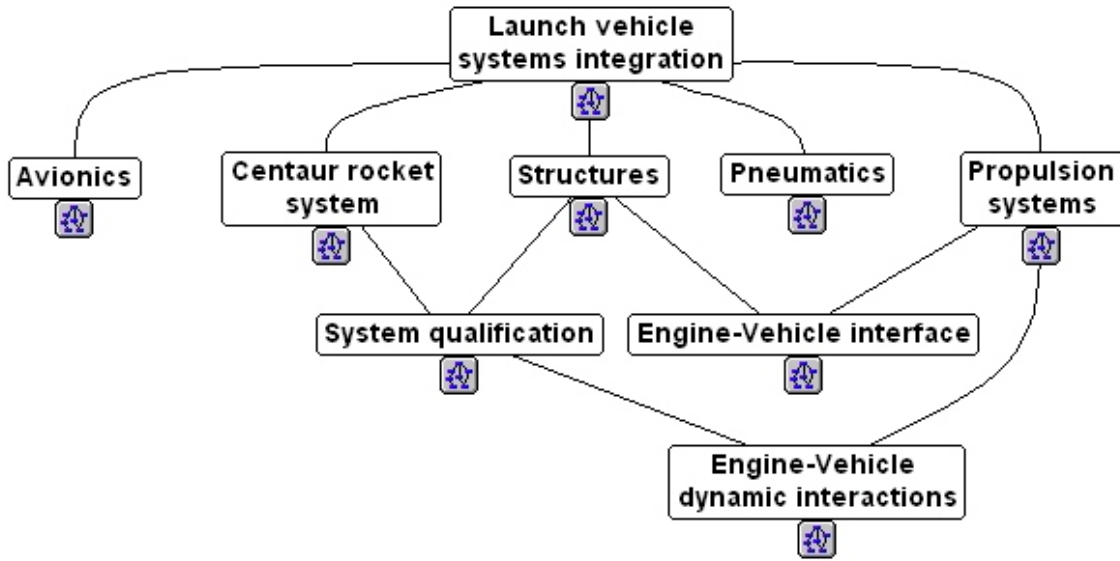 Launch vehicle
systems integration
Avionics
Centaur rocket
system
Structures
Pneumatics
Propulsion
systems
System qualification
Engine-Vehicle interface
Engine-Vehicle
dynamic interactions